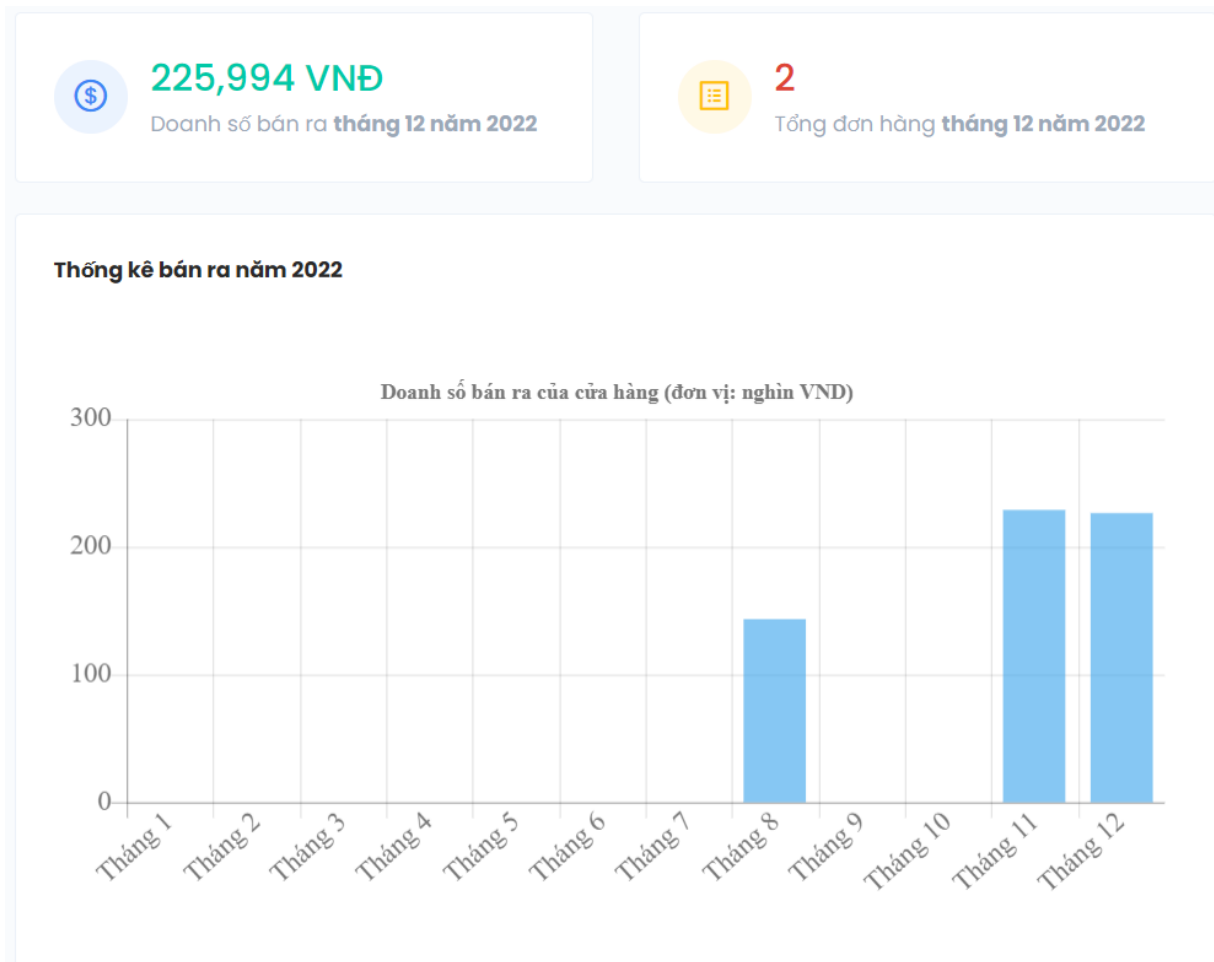 225,994 VNĐ
Doanh số bán ra tháng 12 năm 2022
2
Tổng đơn hàng tháng 12 năm 2022
Thống kê bán ra năm 2022
Doanh số bán ra của cửa hàng (đơn vị: nghìn VND)
300
200
100
0
Tháng 1
Tháng 2
Tháng 3
Tháng 4
Tháng 5
Tháng 6
Tháng 7
Tháng 8
Tháng 9
Tháng 10
Tháng 11
Tháng 12